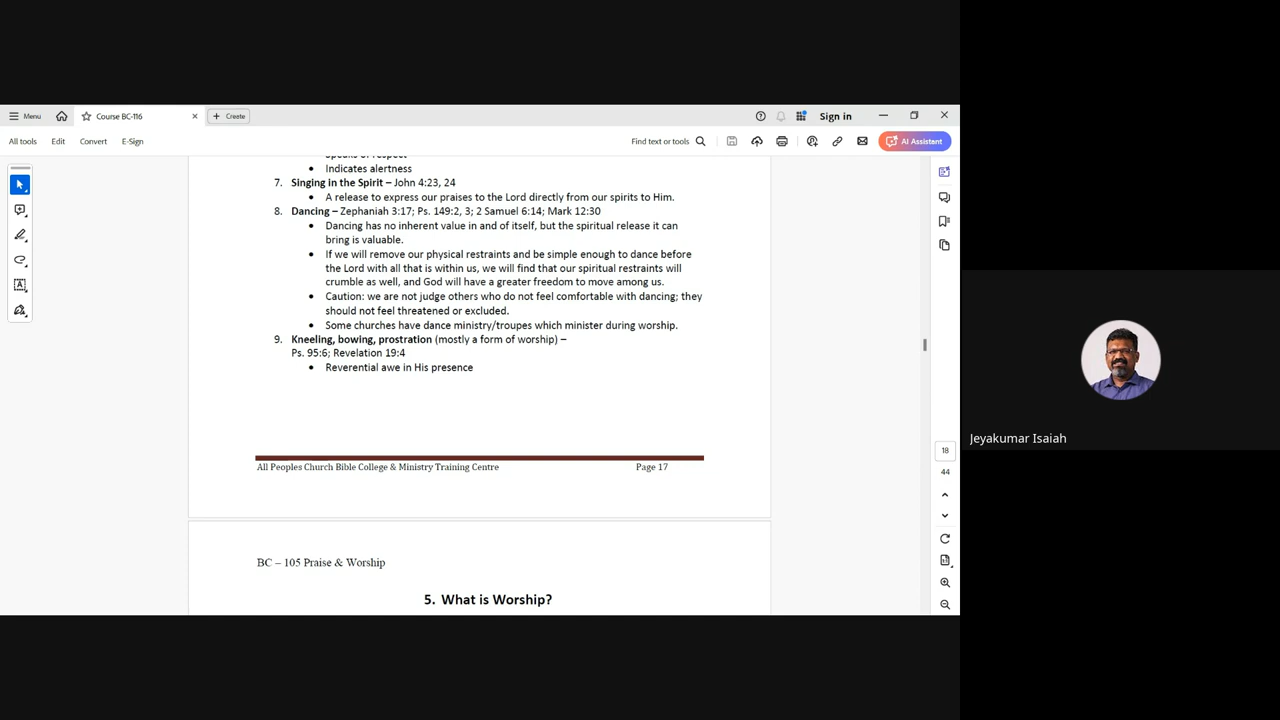 Menu
Course BC-116
Create
Sign in
All tools
Edit
Convert
E-Sign
Find text or tools
AI Assistant
Speaks of respect
• Indicates alertness
7. Singing in the Spirit – John 4:23, 24
• A release to express our praises to the Lord directly from our spirits to Him.
8. Dancing – Zephaniah 3:17; Ps. 149:2, 3; 2 Samuel 6:14; Mark 12:30
• Dancing has no inherent value in and of itself, but the spiritual release it can
bring is valuable.
• If we will remove our physical restraints and be simple enough to dance before
the Lord with all that is within us, we will find that our spiritual restraints will
crumble as well, and God will have a greater freedom to move among us.
• Caution: we are not judge others who do not feel comfortable with dancing; they
should not feel threatened or excluded.
• Some churches have dance ministry/troupes which minister during worship.
9. Kneeling, bowing, prostration (mostly a form of worship) –
Ps. 95:6; Revelation 19:4
• Reverential awe in His presence
All Peoples Church Bible College & Ministry Training Centre
Page 17
BC – 105 Praise & Worship
5. What is Worship?
18
44
Jeyakumar Isaiah